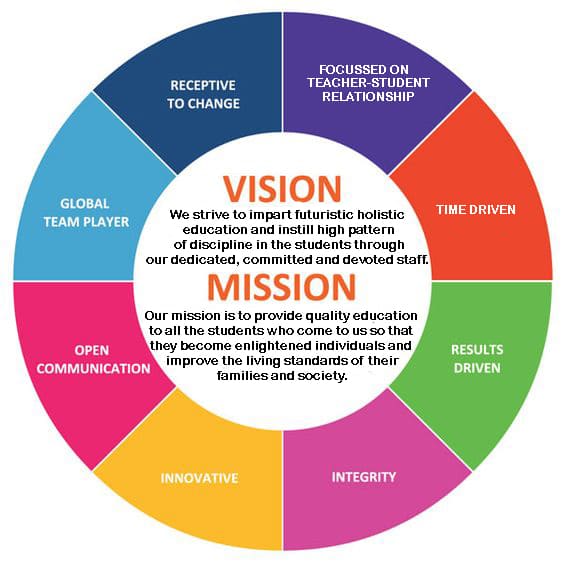 RECEPTIVE
TO CHANGE
FOCUSSED ON
TEACHER-STUDENT
RELATIONSHIP
TIME DRIVEN
RESULTS
DRIVEN
INTEGRITY
INNOVATIVE
OPEN
COMMUNICATION
GLOBAL
TEAM PLAYER
VISION
We strive to impart futuristic holistic
education and instill high pattern
of discipline in the students through
our dedicated, committed and devoted staff.
MISSION
Our mission is to provide quality education
to all the students who come to us so that
they become enlightened individuals and
improve the living standards of their
families and society.